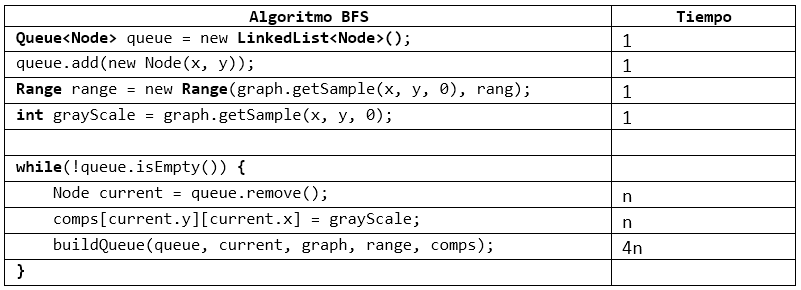 Algoritmo BFS Tiempo
Queue<Node> queue = new LinkedList<Node>(); 1
queue.add(new Node(x, y)); 1
Range range = new Range(graph.getSample(x, y, 0), rang); 1
int grayScale = graph.getSample(x, y, 0); 1
while(!queue.isEmpty()) {
Node current = queue.remove(); n
comps[current.y][current.x] = grayScale; n
buildQueue(queue, current, graph, range, comps); 4n
}